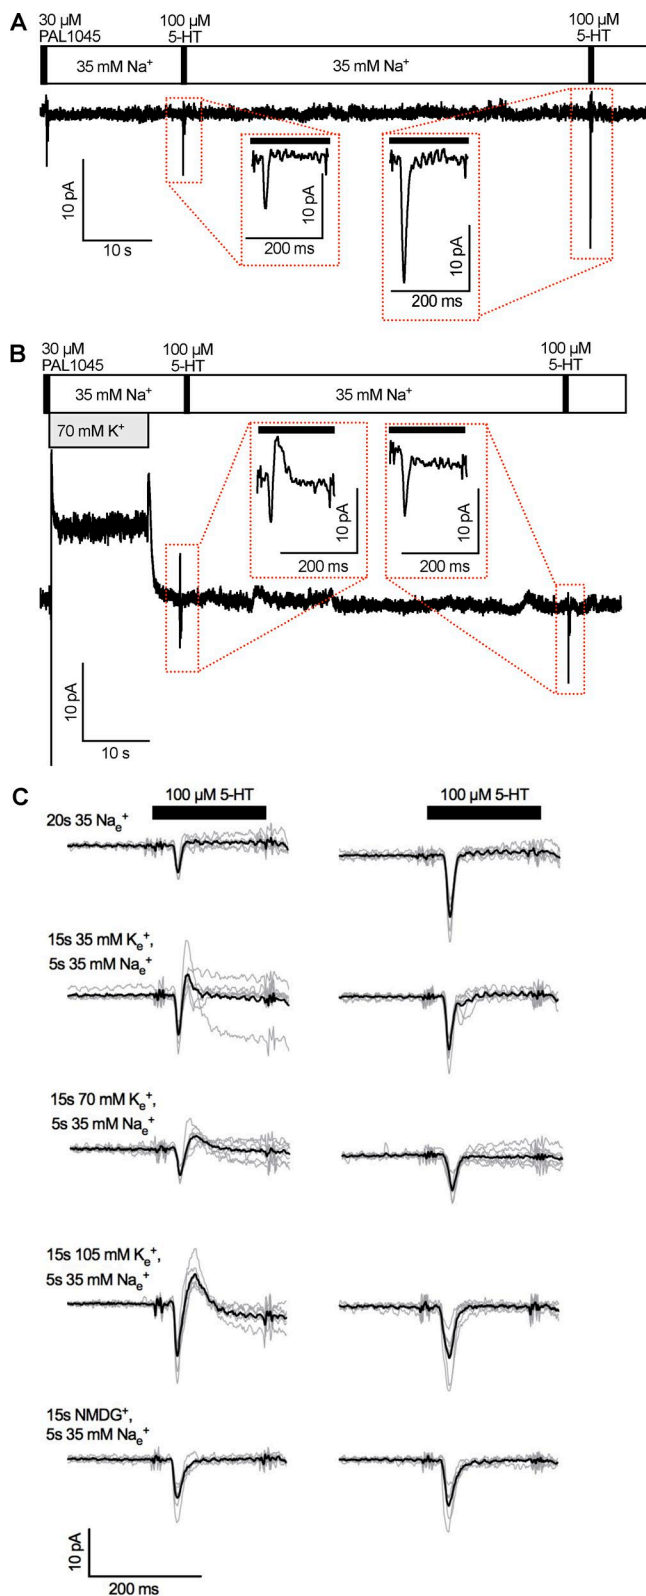 A
30 µM
PAL1045
100 µM
5-HT
100 µM
5-HT
35 mM Na+
35 mM Na+
10 pA
10 s
10 pA
200 ms
10 pA
200 ms
B
30 µM
PAL1045
100 µM
5-HT
100 µM
5-HT
35 mM Na+
35 mM Na+
70 mM K+
10 pA
200 ms
10 pA
200 ms
10 pA
10 s
C
100 µM 5-HT
100 µM 5-HT
20s 35 Nae+
15s 35 mM Ke+,
5s 35 mM Nae+
15s 70 mM Ke+,
5s 35 mM Nae+
15s 105 mM Ke+,
5s 35 mM Nae+
15s NMDG+,
5s 35 mM Nae+
10 pA
200 ms